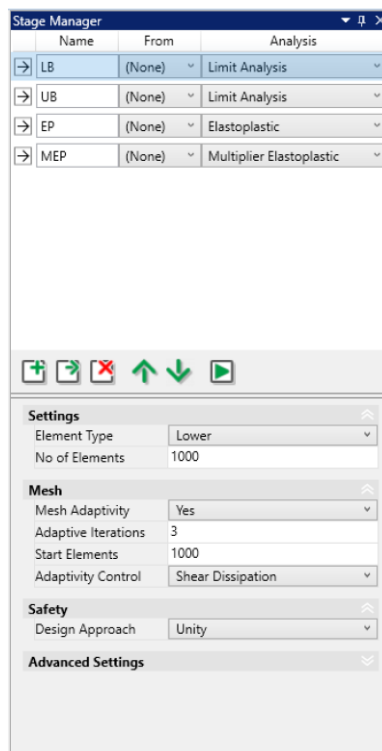 Stage Manager
Name From Analysis
LB (None) Limit Analysis
UB (None) Limit Analysis
EP (None) Elastoplastic
MEP (None) Multiplier Elastoplastic
Settings
Element Type Lower
No of Elements 1000
Mesh
Mesh Adaptivity Yes
Adaptive Iterations 3
Start Elements 1000
Adaptivity Control Shear Dissipation
Safety
Design Approach Unity
Advanced Settings